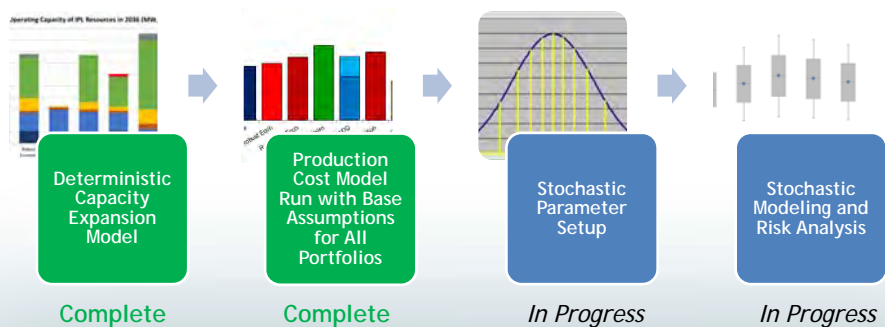 perating Capacity of IPL Resources in 2036 (MW,
Deterministic
Capacity
Expansion
Model
Production
Cost Model
Run with Base
Assumptions
for All
Portfolios
Stochastic
Parameter
Setup
Stochastic
Modeling and
Risk Analysis
Complete
Complete
In Progress
In Progress